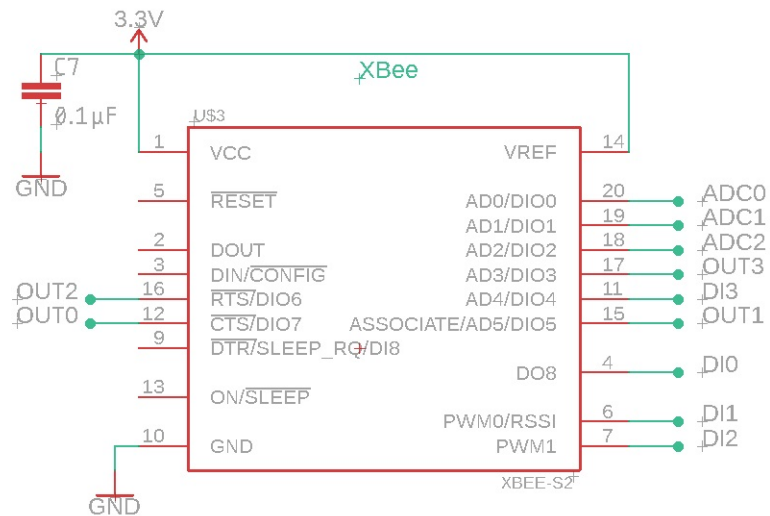 3.3V
C7
XBee
0.1µF
U$3
1 VCC VREF 14
GND
5 RESET AD0/DIO0 20 ADC0
AD1/DIO1 19 ADC1
2 DOUT AD2/DIO2 18 ADC2
3 DIN/CONFIG AD3/DIO3 17 OUT3
OUT2 16 RTS/DIO6 AD4/DIO4 11 DI3
OUT0 12 CTS/DIO7 ASSOCIATE/AD5/DIO5 15 OUT1
9 DTR/SLEEP_RQ/DI8
DO8 4 DI0
13 ON/SLEEP
PWM0/RSSI 6 DI1
10 GND PWM1 7 DI2
XBEE-S2
GND